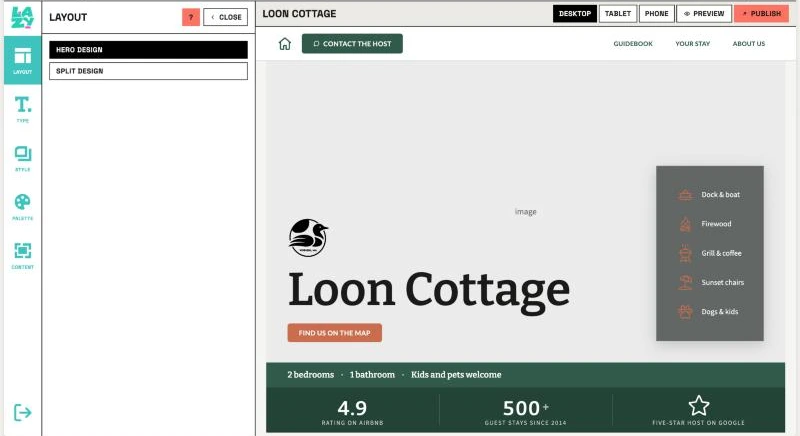 LAZY
LAYOUT
?
‹ CLOSE
LOON COTTAGE
DESKTOP
TABLET
PHONE
PREVIEW
PUBLISH
LAYOUT
TYPE
STYLE
PALETTE
CONTENT
HERO DESIGN
SPLIT DESIGN
CONTACT THE HOST
GUIDEBOOK
YOUR STAY
ABOUT US
image
Dock & boat
Firewood
Grill & coffee
Sunset chairs
Dogs & kids
Loon Cottage
FIND US ON THE MAP
2 bedrooms · 1 bathroom · Kids and pets welcome
4.9
RATING ON AIRBNB
500+
GUEST STAYS SINCE 2014
FIVE-STAR HOST ON GOOGLE